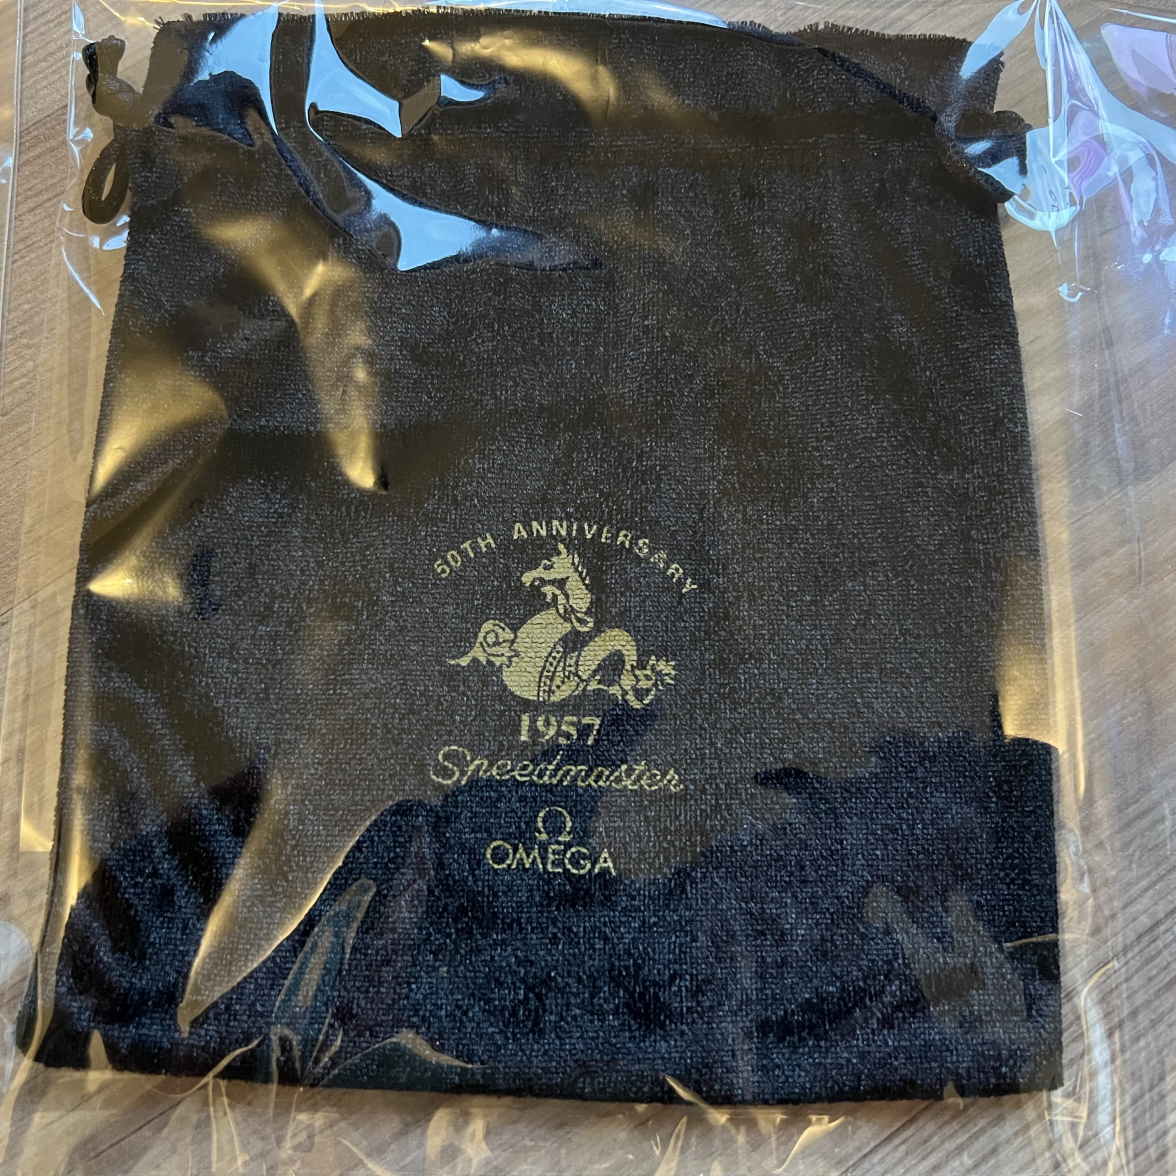 50TH ANNIVERSARY
1957
Speedmaster
Ω
OMEGA